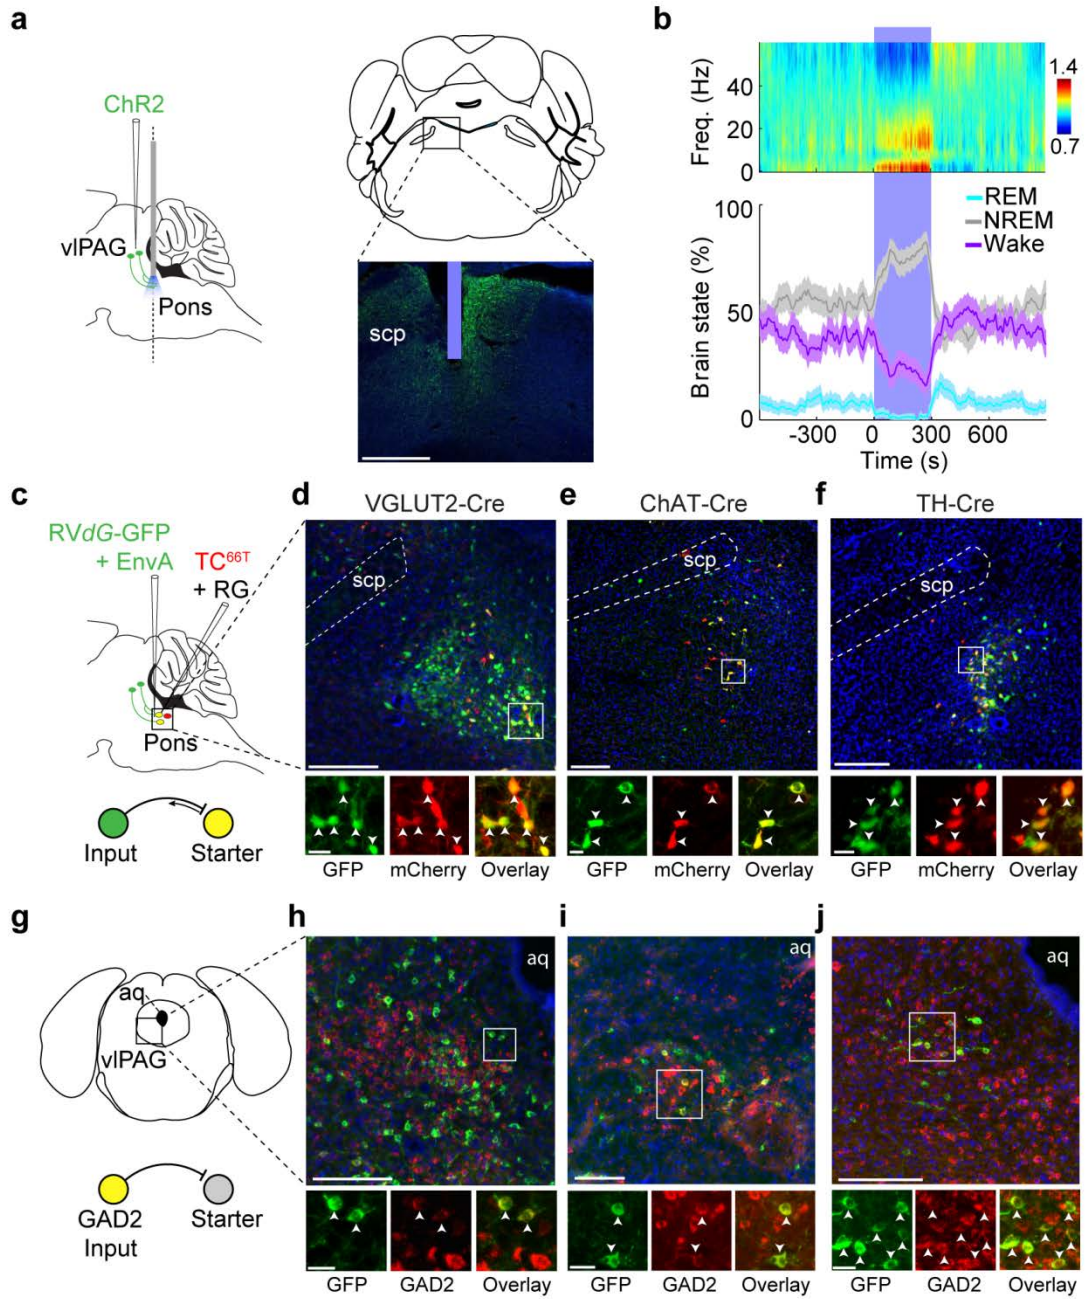 a
ChR2
vlPAG
Pons
scp
b
Freq. (Hz)
40
20
0
1.4
0.7
REM
NREM
Wake
Brain state (%)
100
50
0
-300 0 300 600
Time (s)
c
RVdG-GFP
+ EnvA
TC66T
+ RG
Pons
Input Starter
d
VGLUT2-Cre
scp
GFP mCherry Overlay
e
ChAT-Cre
scp
GFP mCherry Overlay
f
TH-Cre
scp
GFP mCherry Overlay
g
aq
vlPAG
GAD2
Input
Starter
h
aq
GFP GAD2 Overlay
i
aq
GFP GAD2 Overlay
j
aq
GFP GAD2 Overlay